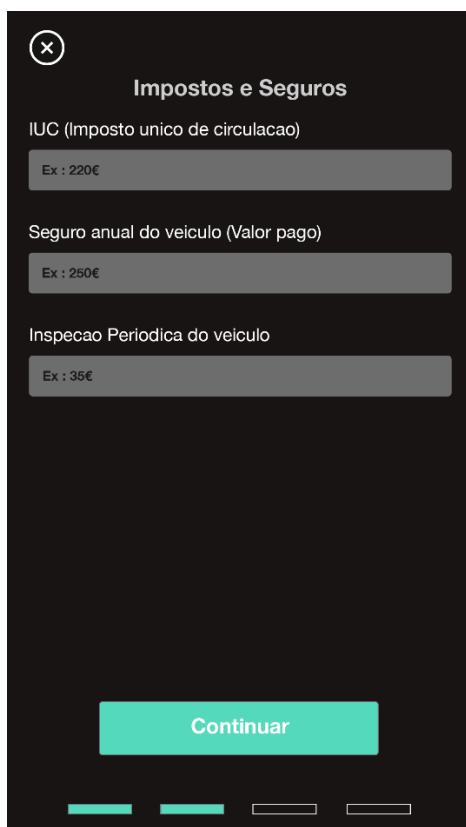 Impostos e Seguros
IUC (Imposto unico de circulacao)
Ex : 220€
Seguro anual do veiculo (Valor pago)
Ex : 250€
Inspecao Periodica do veiculo
Ex : 35€
Continuar